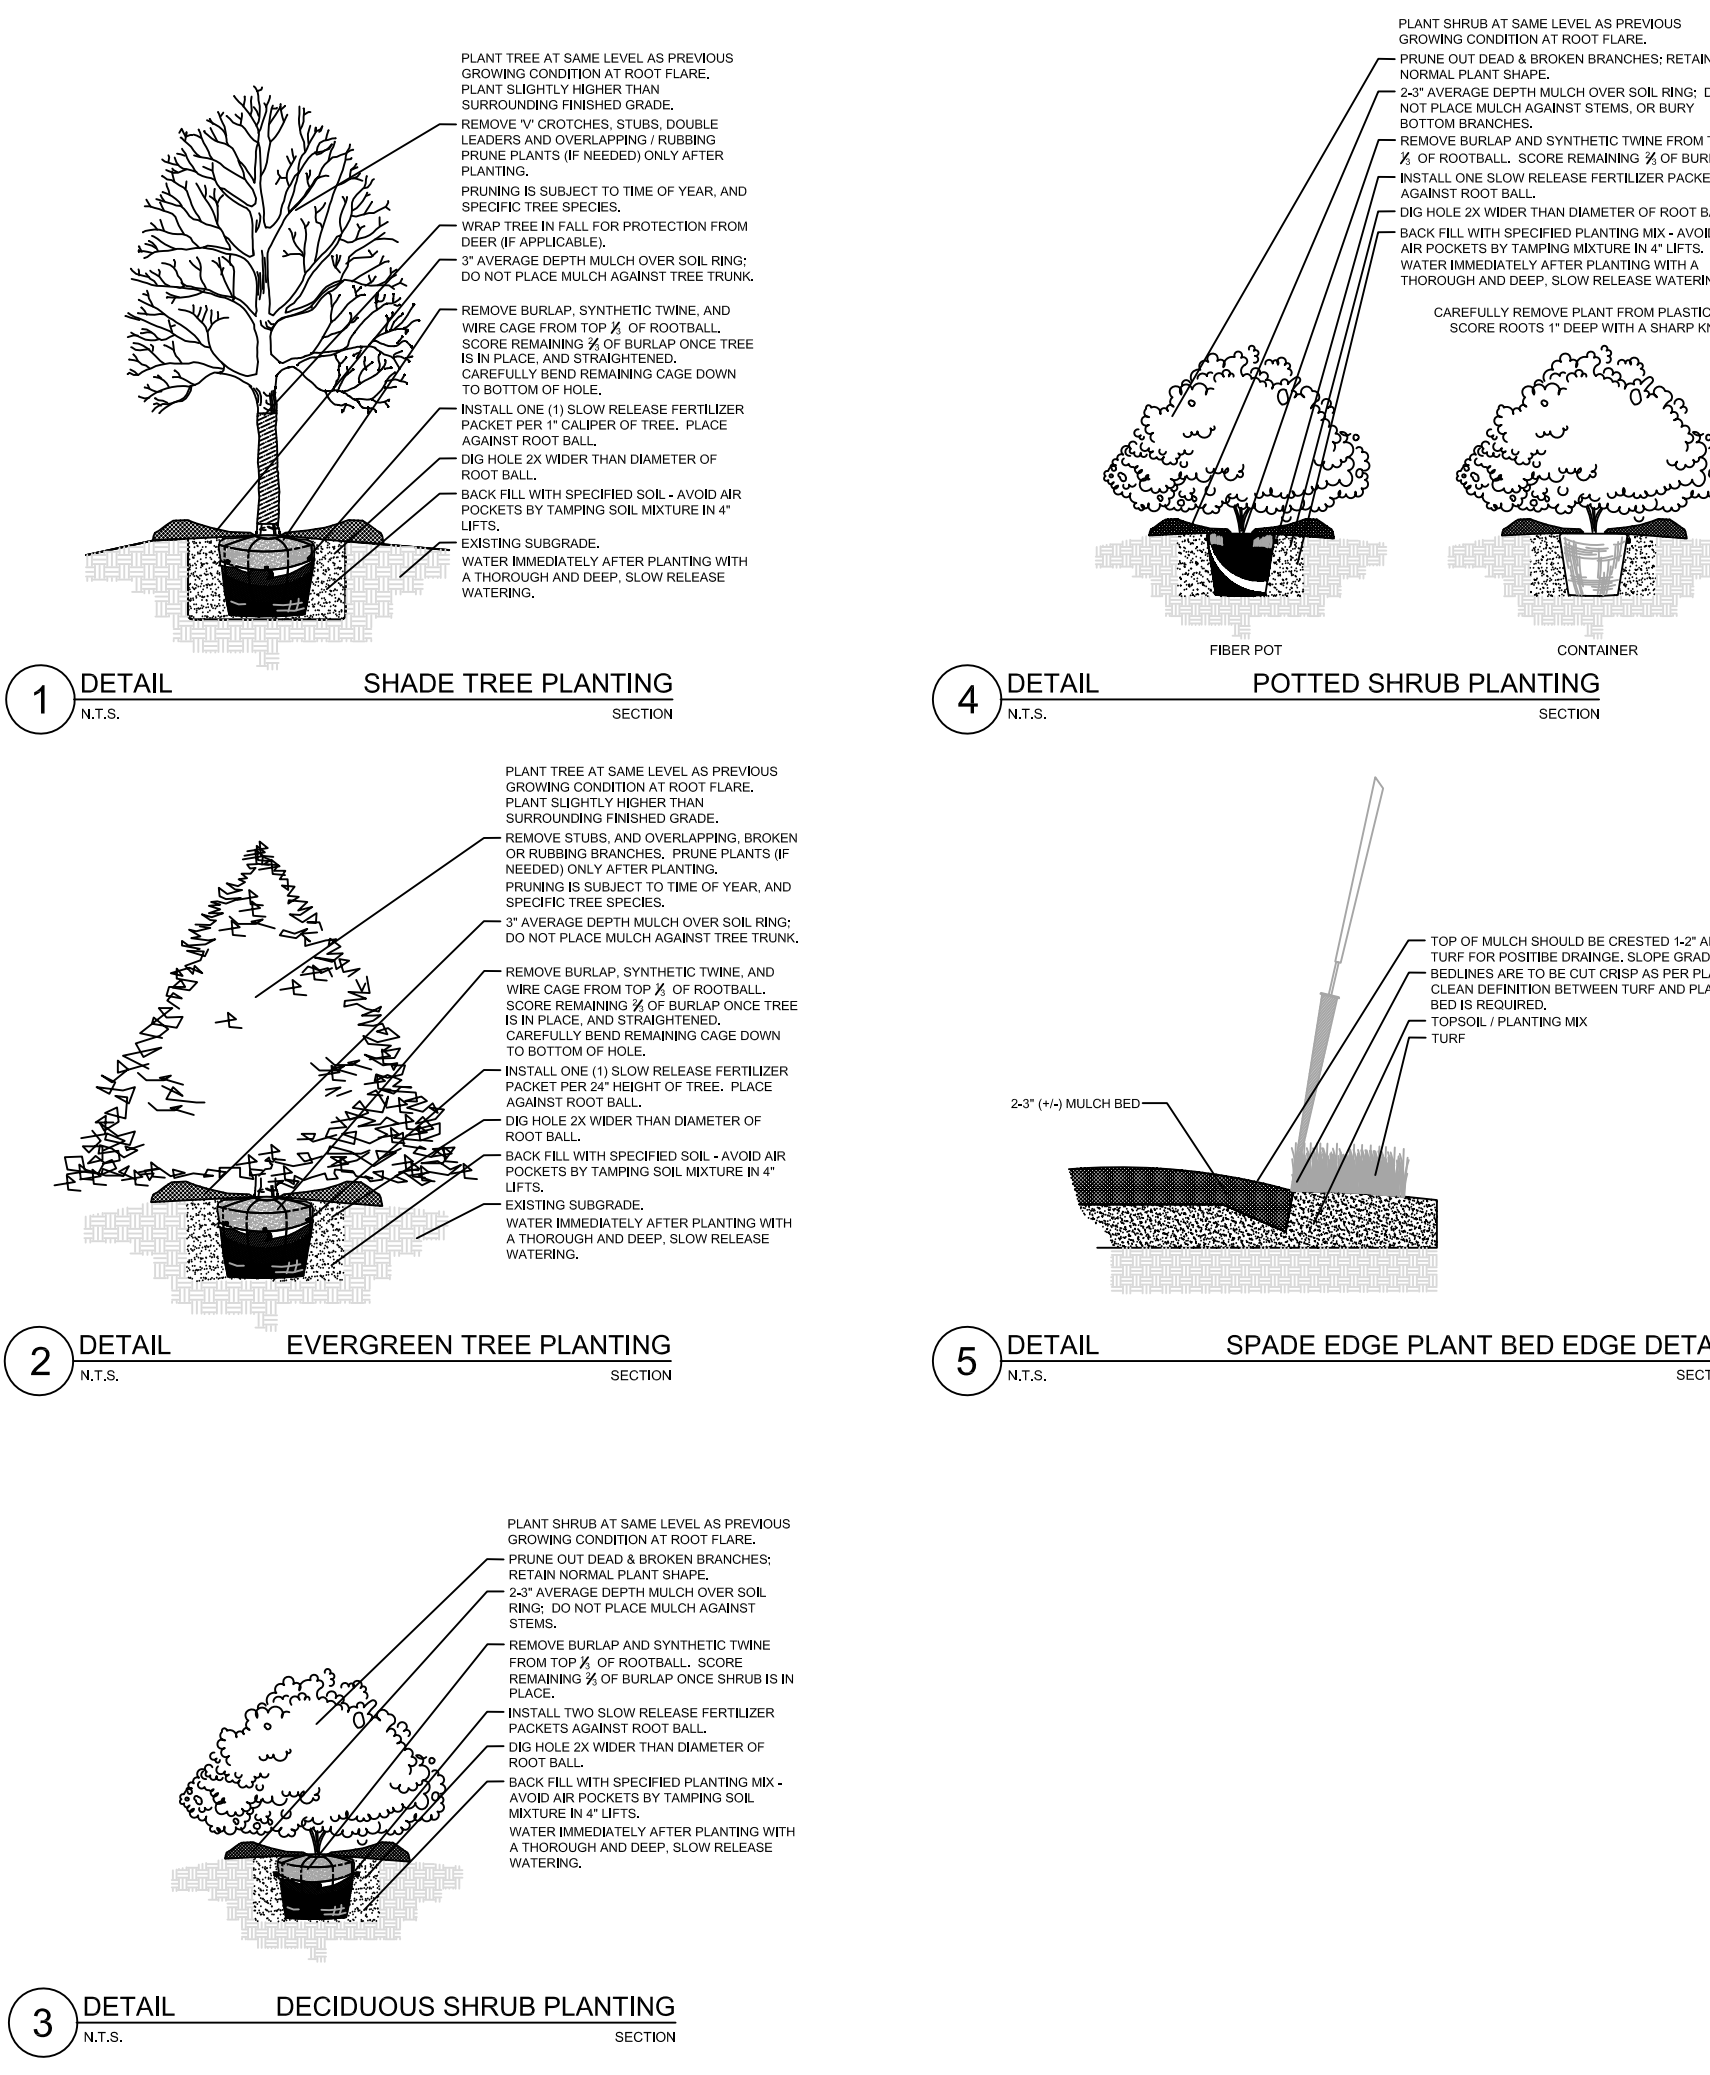 PLANT TREE AT SAME LEVEL AS PREVIOUS
GROWING CONDITION AT ROOT FLARE.
PLANT SLIGHTLY HIGHER THAN
SURROUNDING FINISHED GRADE.
REMOVE 'V' CROTCHES, STUBS, DOUBLE
LEADERS AND OVERLAPPING / RUBBING
PRUNE PLANTS (IF NEEDED) ONLY AFTER
PLANTING.
PRUNING IS SUBJECT TO TIME OF YEAR, AND
SPECIFIC TREE SPECIES.
WRAP TREE IN FALL FOR PROTECTION FROM
DEER (IF APPLICABLE).
3" AVERAGE DEPTH MULCH OVER SOIL RING;
DO NOT PLACE MULCH AGAINST TREE TRUNK.
REMOVE BURLAP, SYNTHETIC TWINE, AND
WIRE CAGE FROM TOP 1/3 OF ROOTBALL.
SCORE REMAINING 2/3 OF BURLAP ONCE TREE
IS IN PLACE, AND STRAIGHTENED.
CAREFULLY BEND REMAINING CAGE DOWN
TO BOTTOM OF HOLE.
INSTALL ONE (1) SLOW RELEASE FERTILIZER
PACKET PER 1" CALIPER OF TREE. PLACE
AGAINST ROOT BALL.
DIG HOLE 2X WIDER THAN DIAMETER OF
ROOT BALL.
BACK FILL WITH SPECIFIED SOIL - AVOID AIR
POCKETS BY TAMPING SOIL MIXTURE IN 4"
LIFTS.
EXISTING SUBGRADE.
WATER IMMEDIATELY AFTER PLANTING WITH
A THOROUGH AND DEEP, SLOW RELEASE
WATERING.
1
DETAIL SHADE TREE PLANTING
N.T.S. SECTION
PLANT TREE AT SAME LEVEL AS PREVIOUS
GROWING CONDITION AT ROOT FLARE.
PLANT SLIGHTLY HIGHER THAN
SURROUNDING FINISHED GRADE.
REMOVE STUBS, AND OVERLAPPING, BROKEN
OR RUBBING BRANCHES. PRUNE PLANTS (IF
NEEDED) ONLY AFTER PLANTING.
PRUNING IS SUBJECT TO TIME OF YEAR, AND
SPECIFIC TREE SPECIES.
3" AVERAGE DEPTH MULCH OVER SOIL RING;
DO NOT PLACE MULCH AGAINST TREE TRUNK.
REMOVE BURLAP, SYNTHETIC TWINE, AND
WIRE CAGE FROM TOP 1/3 OF ROOTBALL.
SCORE REMAINING 2/3 OF BURLAP ONCE TREE
IS IN PLACE, AND STRAIGHTENED.
CAREFULLY BEND REMAINING CAGE DOWN
TO BOTTOM OF HOLE.
INSTALL ONE (1) SLOW RELEASE FERTILIZER
PACKET PER 24" HEIGHT OF TREE. PLACE
AGAINST ROOT BALL.
DIG HOLE 2X WIDER THAN DIAMETER OF
ROOT BALL.
BACK FILL WITH SPECIFIED SOIL - AVOID AIR
POCKETS BY TAMPING SOIL MIXTURE IN 4"
LIFTS.
EXISTING SUBGRADE.
WATER IMMEDIATELY AFTER PLANTING WITH
A THOROUGH AND DEEP, SLOW RELEASE
WATERING.
2
DETAIL EVERGREEN TREE PLANTING
N.T.S. SECTION
PLANT SHRUB AT SAME LEVEL AS PREVIOUS
GROWING CONDITION AT ROOT FLARE.
PRUNE OUT DEAD & BROKEN BRANCHES;
RETAIN NORMAL PLANT SHAPE.
2-3" AVERAGE DEPTH MULCH OVER SOIL
RING; DO NOT PLACE MULCH AGAINST
STEMS.
REMOVE BURLAP AND SYNTHETIC TWINE
FROM TOP 1/3 OF ROOTBALL. SCORE
REMAINING 2/3 OF BURLAP ONCE SHRUB IS IN
PLACE.
INSTALL TWO SLOW RELEASE FERTILIZER
PACKETS AGAINST ROOT BALL.
DIG HOLE 2X WIDER THAN DIAMETER OF
ROOT BALL.
BACK FILL WITH SPECIFIED PLANTING MIX -
AVOID AIR POCKETS BY TAMPING SOIL
MIXTURE IN 4" LIFTS.
WATER IMMEDIATELY AFTER PLANTING WITH
A THOROUGH AND DEEP, SLOW RELEASE
WATERING.
3
DETAIL DECIDUOUS SHRUB PLANTING
N.T.S. SECTION
PLANT SHRUB AT SAME LEVEL AS PREVIOUS
GROWING CONDITION AT ROOT FLARE.
PRUNE OUT DEAD & BROKEN BRANCHES; RETAIN
NORMAL PLANT SHAPE.
2-3" AVERAGE DEPTH MULCH OVER SOIL RING;
NOT PLACE MULCH AGAINST STEMS, OR BURY
BOTTOM BRANCHES.
REMOVE BURLAP AND SYNTHETIC TWINE FROM
1/3 OF ROOTBALL. SCORE REMAINING 2/3 OF
INSTALL ONE SLOW RELEASE FERTILIZER
AGAINST ROOT BALL.
DIG HOLE 2X WIDER THAN DIAMETER OF ROOT
BACK FILL WITH SPECIFIED PLANTING MIX -
AIR POCKETS BY TAMPING MIXTURE IN 4" LIFTS.
WATER IMMEDIATELY AFTER PLANTING WITH A
THOROUGH AND DEEP, SLOW RELEASE
CAREFULLY REMOVE PLANT FROM PLASTIC
SCORE ROOTS 1" DEEP WITH A SHARP
FIBER POT CONTAINER
4
DETAIL POTTED SHRUB PLANTING
N.T.S. SECTION
TOP OF MULCH SHOULD BE CRESTED 1-2"
TURF FOR POSITIBE DRAINGE. SLOPE
BEDLINES ARE TO BE CUT CRISP AS PER
CLEAN DEFINITION BETWEEN TURF AND
BED IS REQUIRED.
TOPSOIL / PLANTING MIX
TURF
2-3" (+/-) MULCH BED
5
DETAIL SPADE EDGE PLANT BED EDGE
N.T.S.